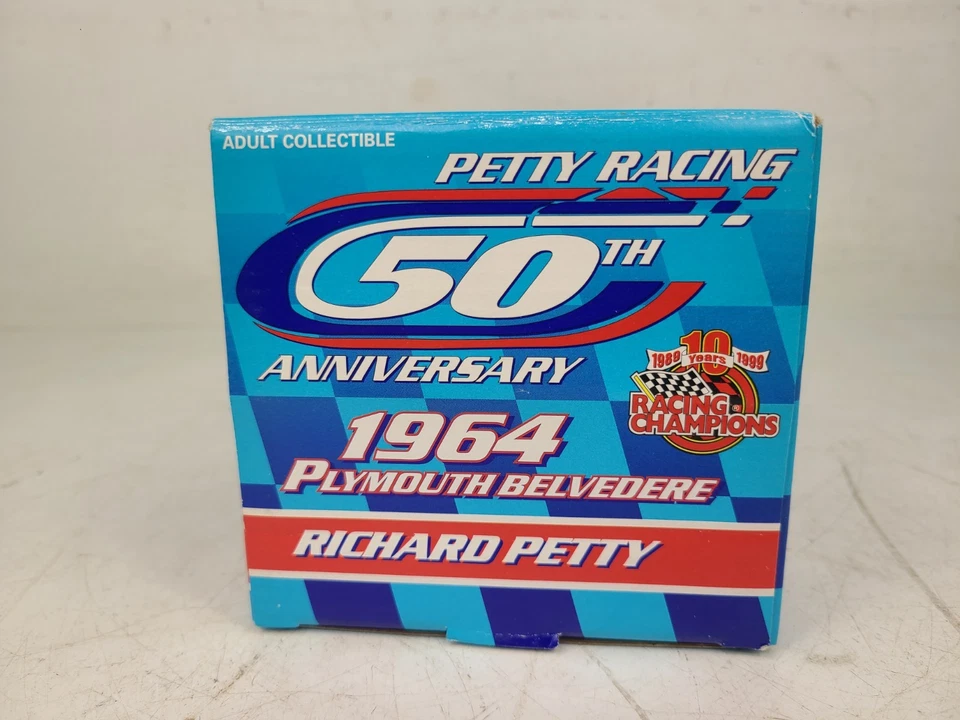 ADULT COLLECTIBLE
PETTY RACING
50TH
ANNIVERSARY
10
1989 Years 1999
RACING ®
CHAMPIONS
1964
PLYMOUTH BELVEDERE
RICHARD PETTY